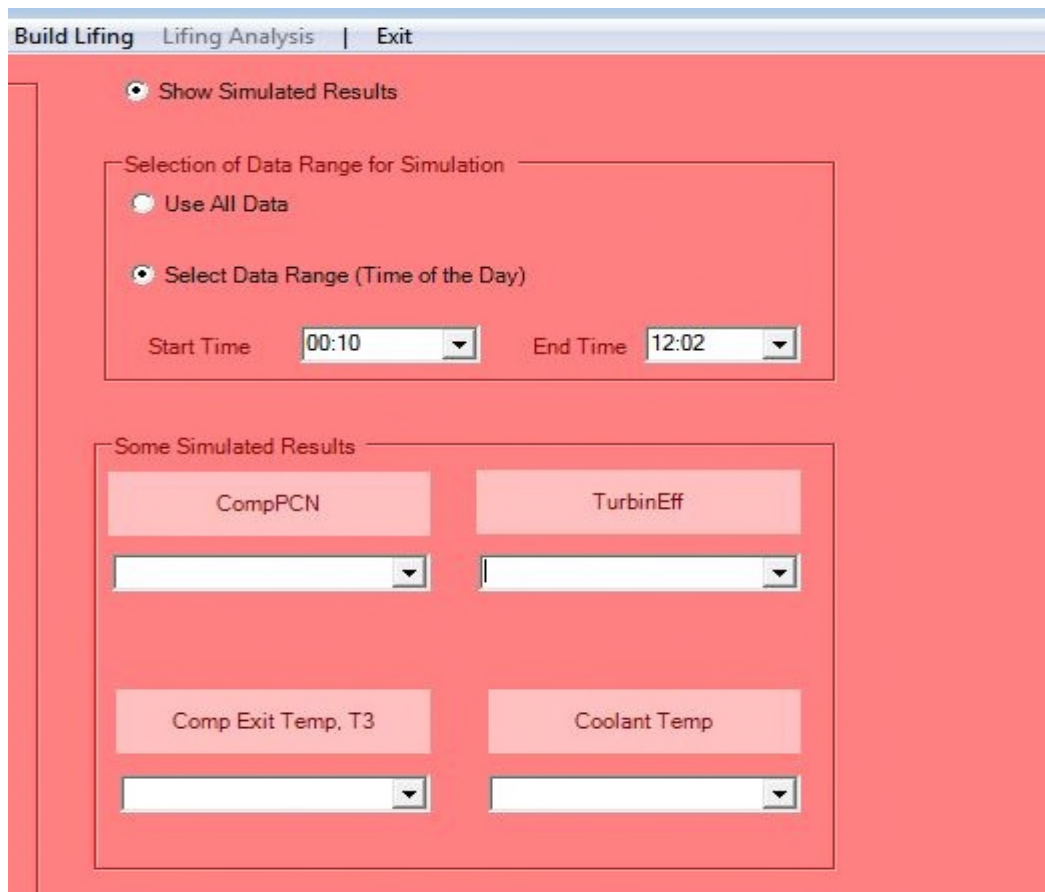 Build Lifing Lifing Analysis | Exit
Show Simulated Results
Selection of Data Range for Simulation
Use All Data
Select Data Range (Time of the Day)
Start Time 00:10 End Time 12:02
Some Simulated Results
CompPCN TurbinEff
Comp Exit Temp, T3 Coolant Temp